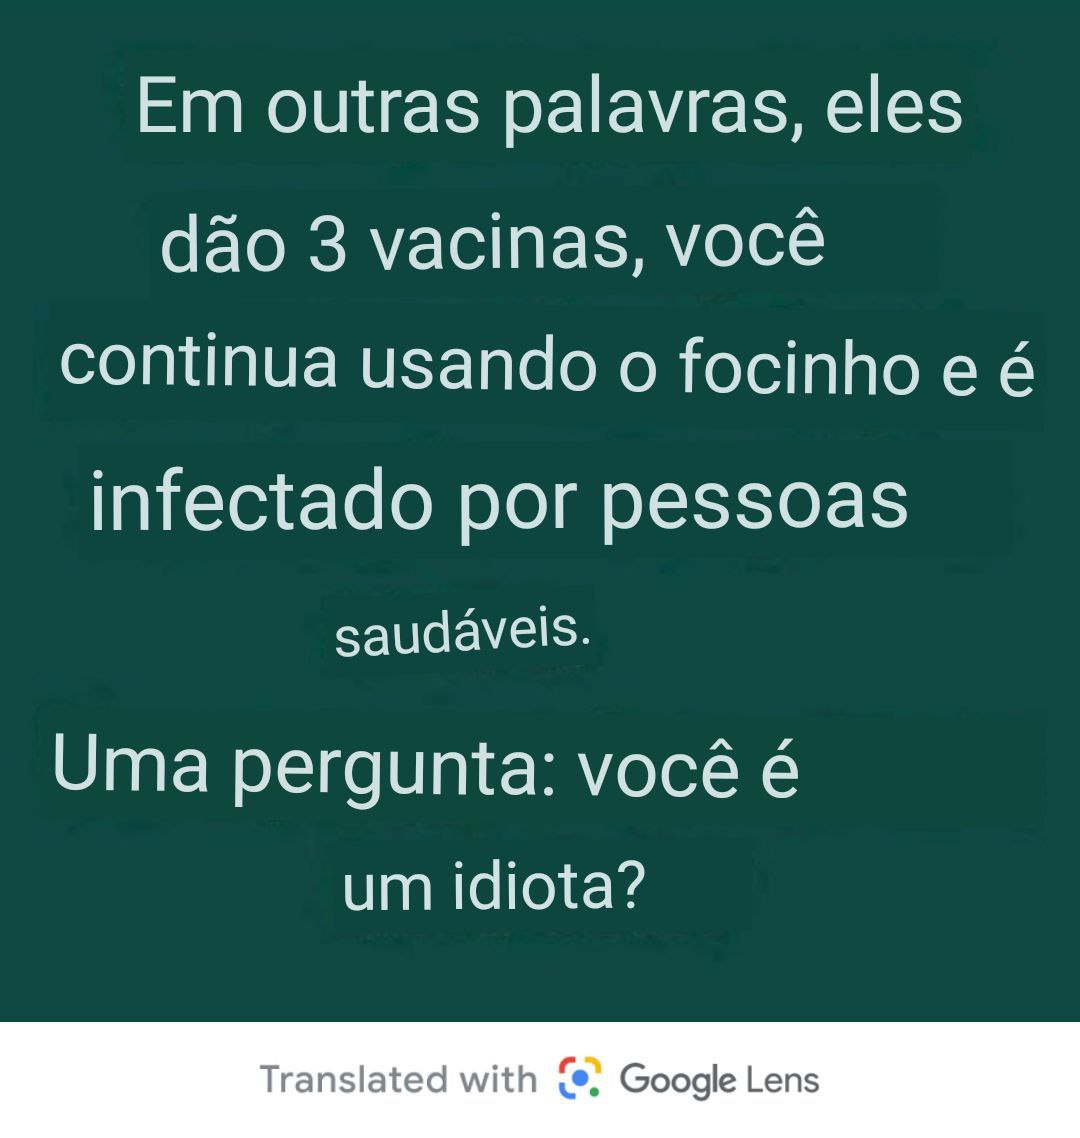 Em outras palavras, eles
dão 3 vacinas, você
continua usando o focinho e é
infectado por pessoas
saudáveis.
Uma pergunta: você é
um idiota?
Translated with Google Lens